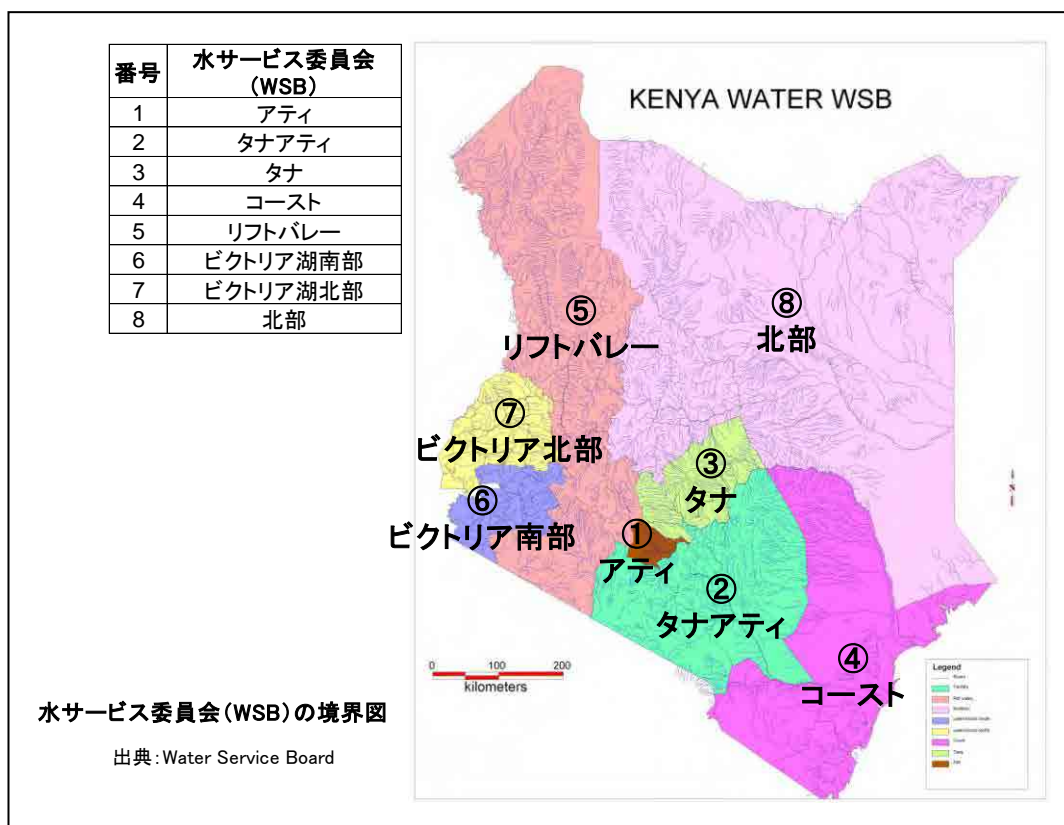 番号 水サービス委員会
(WSB)
1 アティ
2 タナアティ
3 タナ
4 コースト
5 リフトバレー
6 ビクトリア湖南部
7 ビクトリア湖北部
8 北部
KENYA WATER WSB
⑤
リフトバレー
⑧
北部
⑦
ビクトリア北部
③
タナ
⑥
ビクトリア南部
①
アティ
②
タナアティ
④
コースト
0 100 200
kilometers
Legend
水サービス委員会(WSB)の境界図
出典:Water Service Board